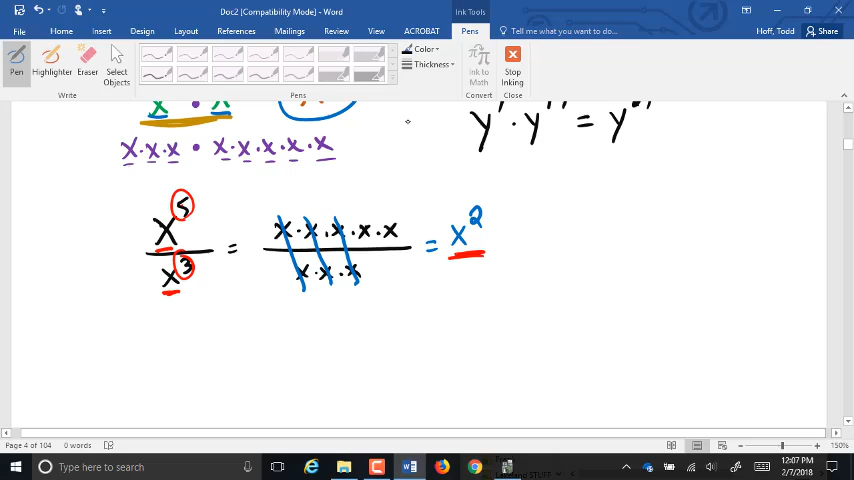 Doc2 [Compatibility Mode] - Word
Ink Tools
Hoff, Todd
Share
File Home Insert Design Layout References Mailings Review View ACROBAT Pens Tell me what you want to do...
Pen
Highlighter
Eraser
Select Objects
Color
Thickness
Ink to Math
Stop Inking
Write
Pens
Convert
Close
x • x
y · y = y
x·x·x • x·x·x·x·x
x⁵/x³ = x·x·x·x·x/x·x·x = x²
Page 4 of 104 0 words
150%
Type here to search
12:07 PM
2/7/2018